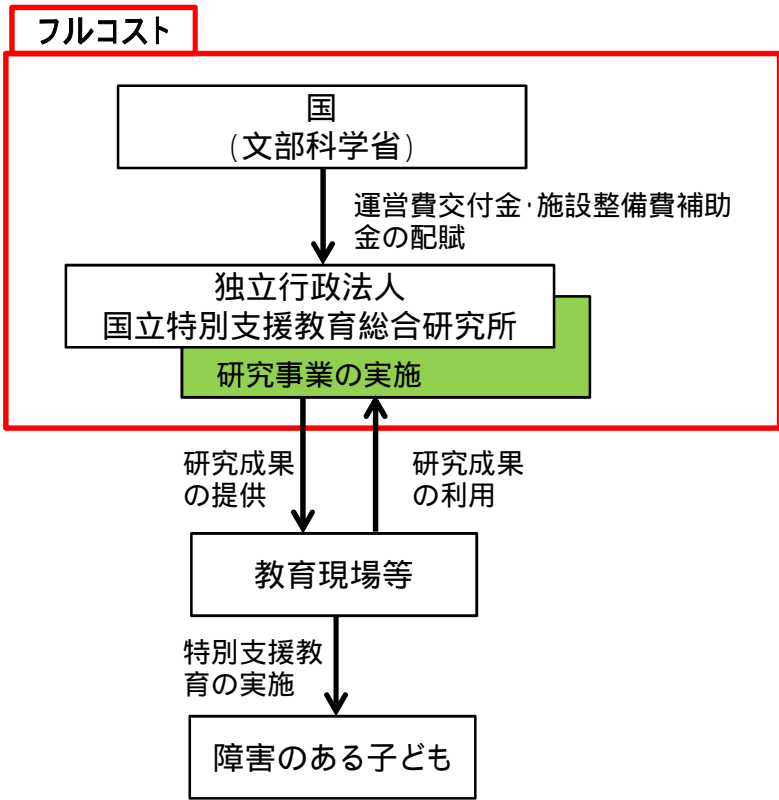 フルコスト
国
(文部科学省)
運営費交付金・施設整備費補助
金の配賦
独立行政法人
国立特別支援教育総合研究所
研究事業の実施
研究成果
の提供
研究成果
の利用
教育現場等
特別支援教
育の実施
障害のある子ども